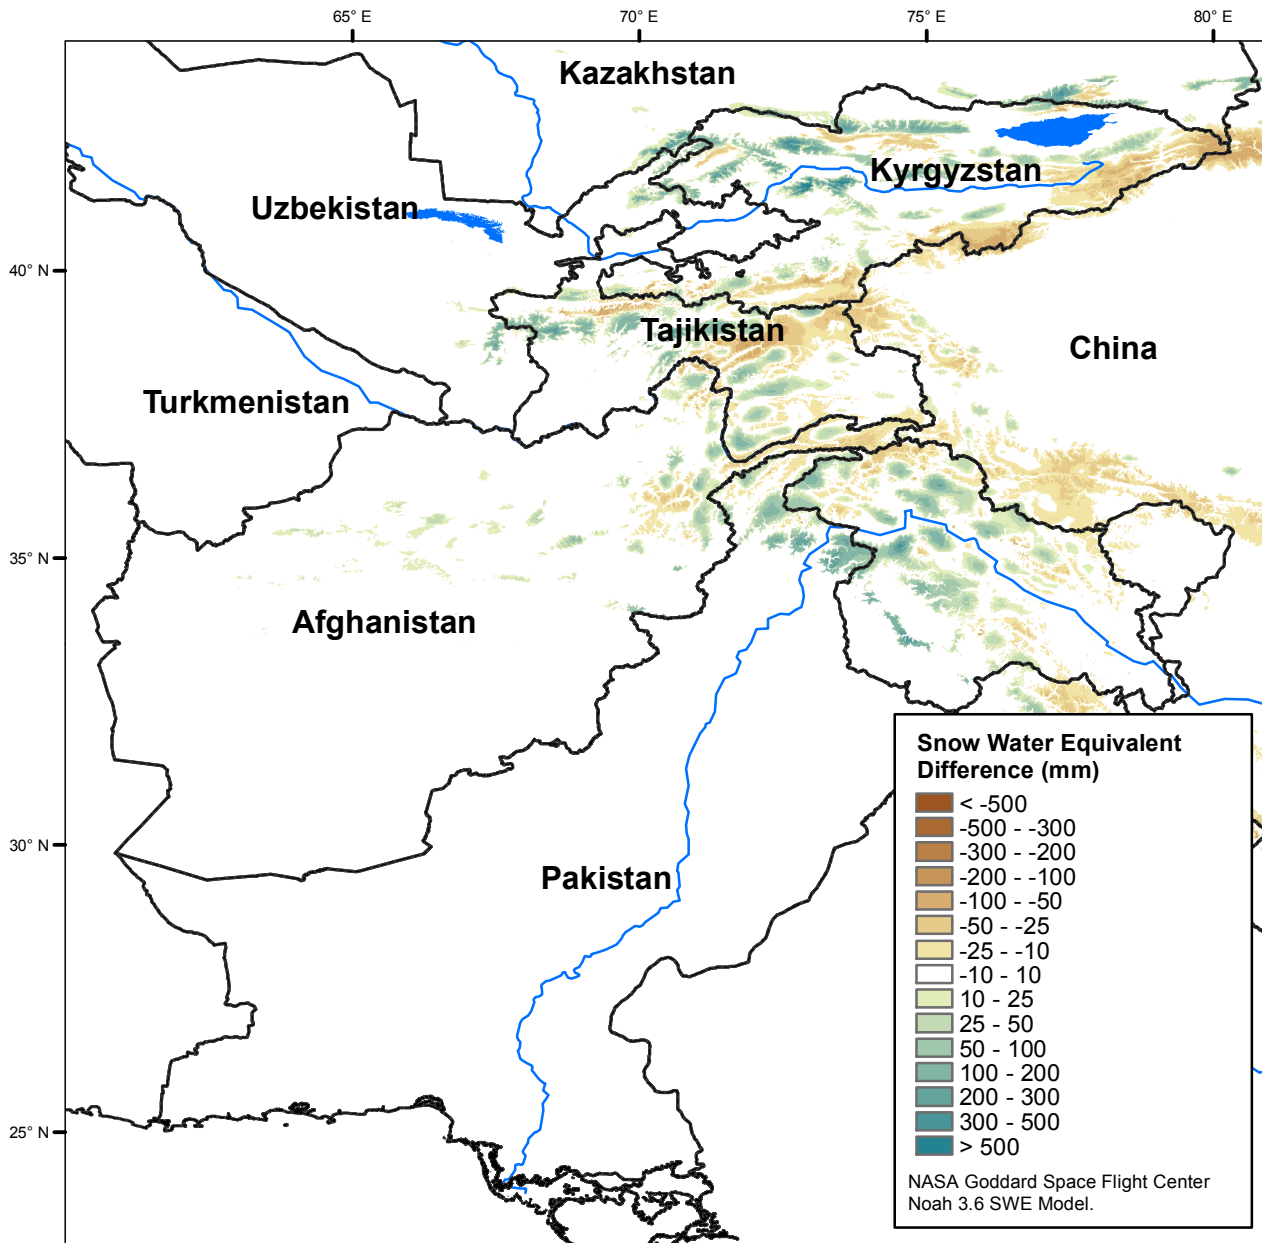 65° E
70° E
75° E
80° E
Kazakhstan
Kyrgyzstan
Uzbekistan
40° N
Tajikistan
China
Turkmenistan
35° N
Afghanistan
30° N
Pakistan
25° N
Snow Water Equivalent
Difference (mm)
< -500
-500 - -300
-300 - -200
-200 - -100
-100 - -50
-50 - -25
-25 - -10
-10 - 10
10 - 25
25 - 50
50 - 100
100 - 200
200 - 300
300 - 500
> 500
NASA Goddard Space Flight Center
Noah 3.6 SWE Model.